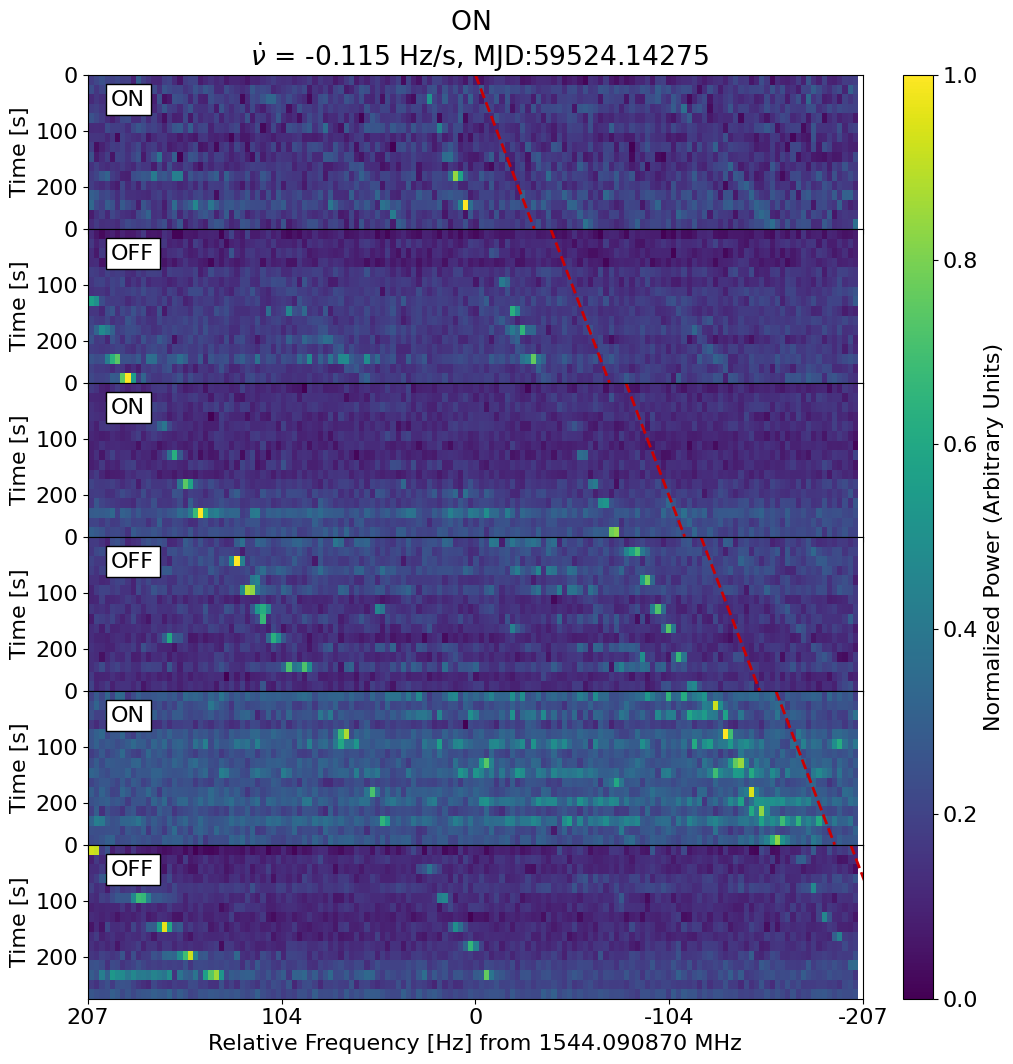 ON
ν̇ = -0.115 Hz/s, MJD:59524.14275
0
ON
100
200
Time [s]
0
OFF
100
200
Time [s]
0
ON
100
200
Time [s]
0
OFF
100
200
Time [s]
0
ON
100
200
Time [s]
0
OFF
100
200
Time [s]
207 104 0 -104 -207
Relative Frequency [Hz] from 1544.090870 MHz
1.0
0.8
0.6
0.4
0.2
0.0
Normalized Power (Arbitrary Units)